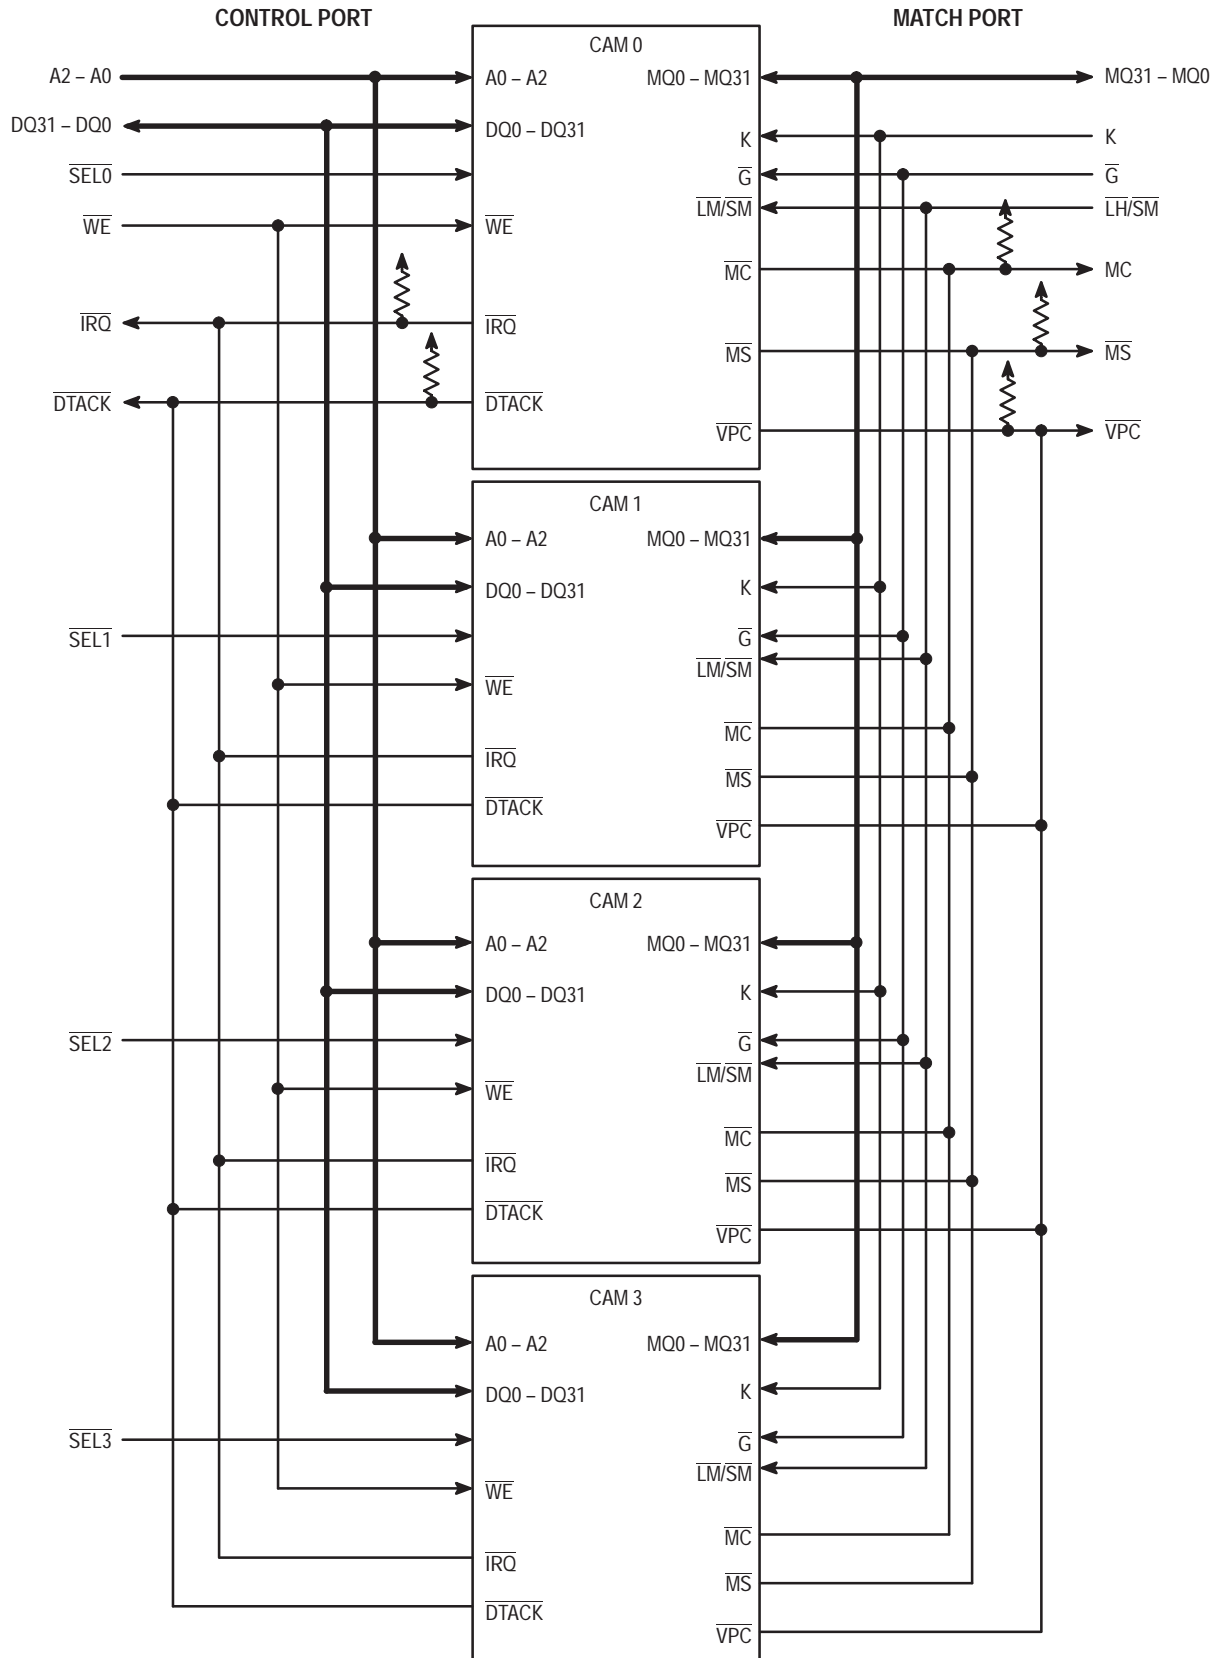 CONTROL PORT
MATCH PORT
CAM 0
A2 – A0
A0 – A2
MQ0 – MQ31
MQ31 – MQ0
DQ31 – DQ0
DQ0 – DQ31
K
K
SEL0
G
G
LM/SM
LH/SM
WE
WE
MC
MC
IRQ
IRQ
MS
MS
DTACK
DTACK
VPC
VPC
CAM 1
A0 – A2
MQ0 – MQ31
DQ0 – DQ31
K
SEL1
G
LM/SM
WE
MC
IRQ
MS
DTACK
VPC
CAM 2
A0 – A2
MQ0 – MQ31
DQ0 – DQ31
K
SEL2
G
LM/SM
WE
MC
IRQ
MS
DTACK
VPC
CAM 3
A0 – A2
MQ0 – MQ31
DQ0 – DQ31
K
SEL3
G
LM/SM
WE
MC
IRQ
MS
DTACK
VPC